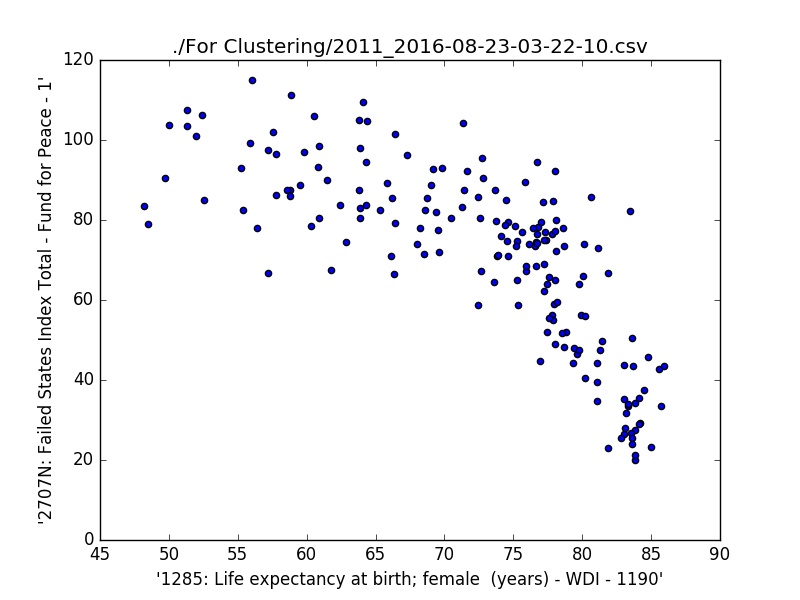 ./For Clustering/2011_2016-08-23-03-22-10.csv
'2707N: Failed States Index Total - Fund for Peace - 1'
120
100
80
60
40
20
0
45 50 55 60 65 70 75 80 85 90
'1285: Life expectancy at birth; female  (years) - WDI - 1190'